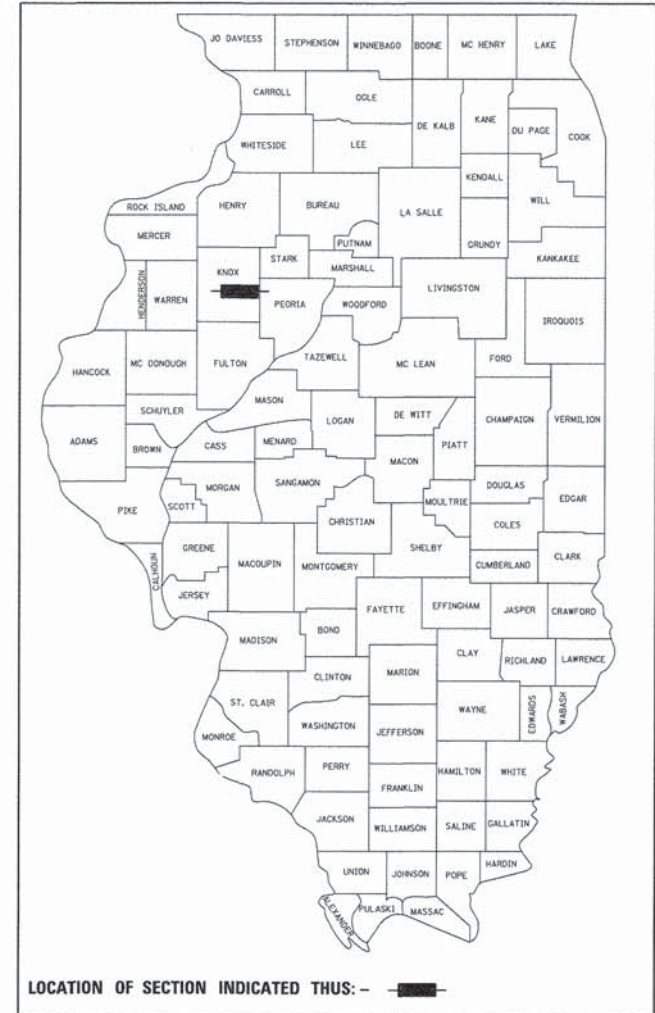 JO DAVIESS STEPHENSON WINNEBAGO BOONE MC HENRY LAKE
CARROLL OGLE DE KALB KANE DU PAGE COOK
WHITESIDE LEE
KENDALL
ROCK ISLAND HENRY BUREAU LA SALLE WILL
MERCER PUTNAM GRUNDY
KNOX STARK MARSHALL KANKAKEE
HENDERSON WARREN PEORIA WOODFORD LIVINGSTON IROQUOIS
HANCOCK MC DONOUGH FULTON TAZEWELL MC LEAN FORD
MASON
SCHUYLER LOGAN DE WITT CHAMPAIGN VERMILION
ADAMS BROWN CASS MENARD PIATT
MACON
MORGAN SANGAMON DOUGLAS
PIKE SCOTT MOULTRIE EDGAR
CHRISTIAN COLES
GREENE MACOUPIN MONTGOMERY SHELBY CUMBERLAND CLARK
CALHOUN JERSEY
FAYETTE EFFINGHAM JASPER CRAWFORD
MADISON BOND
CLAY RICHLAND LAWRENCE
CLINTON MARION
ST. CLAIR WAYNE EDWARDS WABASH
MONROE WASHINGTON JEFFERSON
RANDOLPH PERRY HAMILTON WHITE
FRANKLIN
JACKSON WILLIAMSON SALINE GALLATIN
UNION JOHNSON POPE HARDIN
ALEXANDER PULASKI MASSAC
LOCATION OF SECTION INDICATED THUS: -